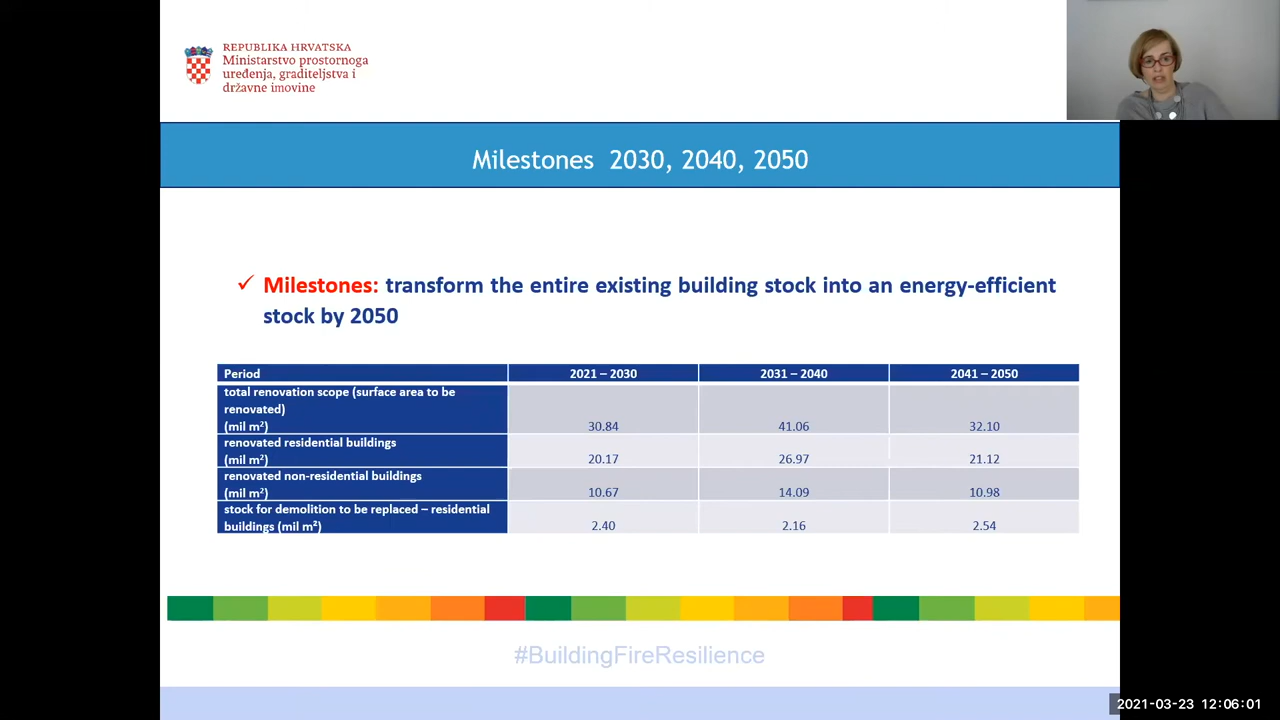 REPUBLIKA HRVATSKA
Ministarstvo prostornoga
uređenja, graditeljstva i
državne imovine
Milestones 2030, 2040, 2050
✓ Milestones: transform the entire existing building stock into an energy-efficient
stock by 2050
Period 2021 – 2030 2031 – 2040 2041 – 2050
total renovation scope (surface area to be
renovated)
(mil m²) 30.84 41.06 32.10
renovated residential buildings
(mil m²) 20.17 26.97 21.12
renovated non-residential buildings
(mil m²) 10.67 14.09 10.98
stock for demolition to be replaced – residential
buildings (mil m²) 2.40 2.16 2.54
#BuildingFireResilience
2021-03-23 12:06:01